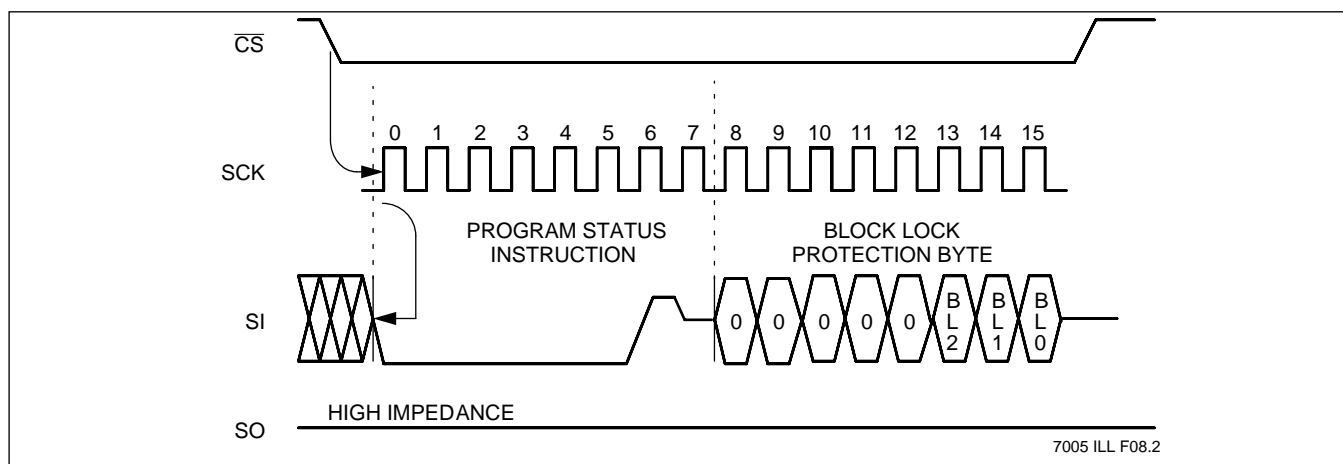 CS
0 1 2 3 4 5 6 7 8 9 10 11 12 13 14 15
SCK
PROGRAM STATUS
INSTRUCTION
BLOCK LOCK
PROTECTION BYTE
SI
0 0 0 0 0 BL2 BL1 BL0
HIGH IMPEDANCE
SO
7005 ILL F08.2